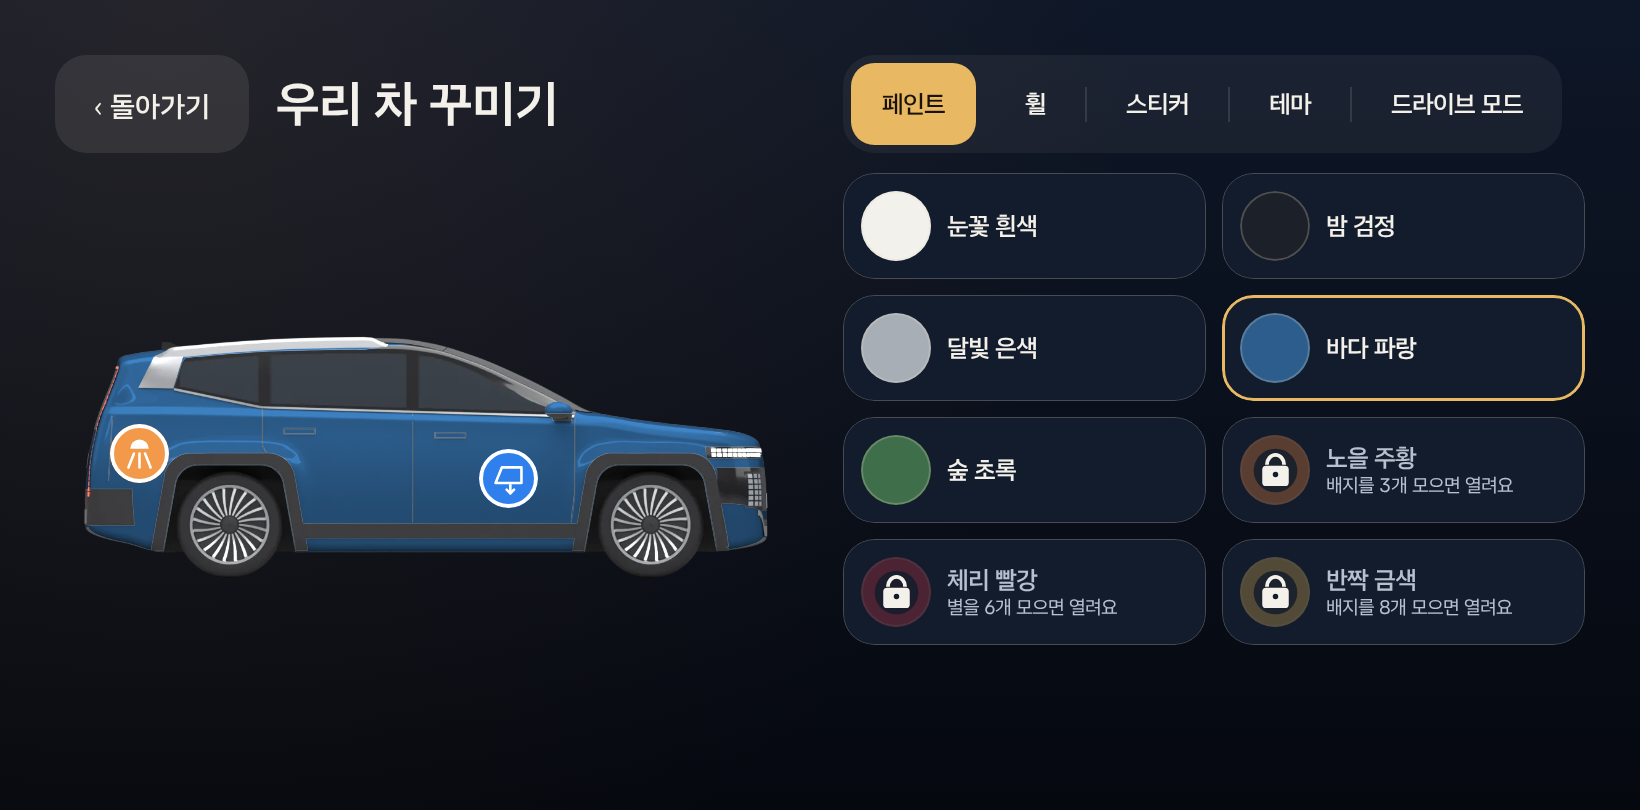 ‹ 돌아가기
우리 차 꾸미기
페인트
휠
스티커
테마
드라이브 모드
눈꽃 흰색
밤 검정
달빛 은색
바다 파랑
숲 초록
노을 주황
배지를 3개 모으면 열려요
체리 빨강
별을 6개 모으면 열려요
반짝 금색
배지를 8개 모으면 열려요